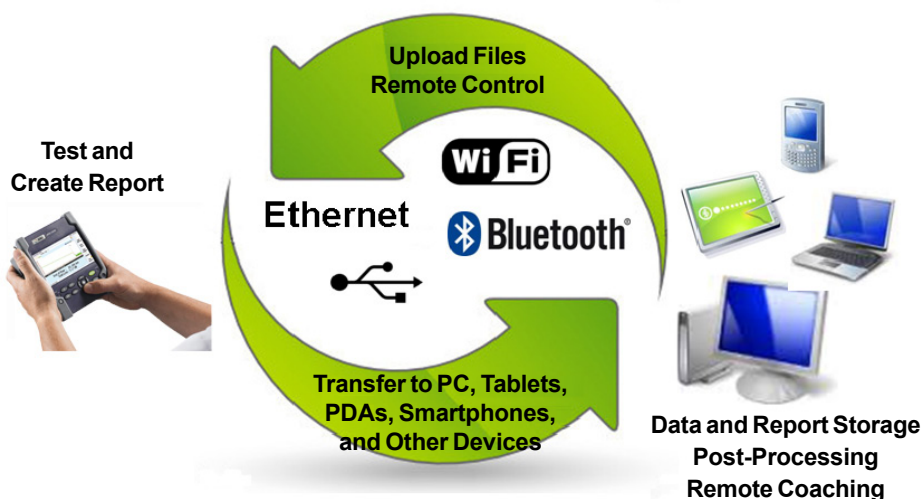 Upload Files
Remote Control
Test and
Create Report
WiFi
Ethernet
Bluetooth®
Transfer to PC, Tablets,
PDAs, Smartphones,
and Other Devices
Data and Report Storage
Post-Processing
Remote Coaching